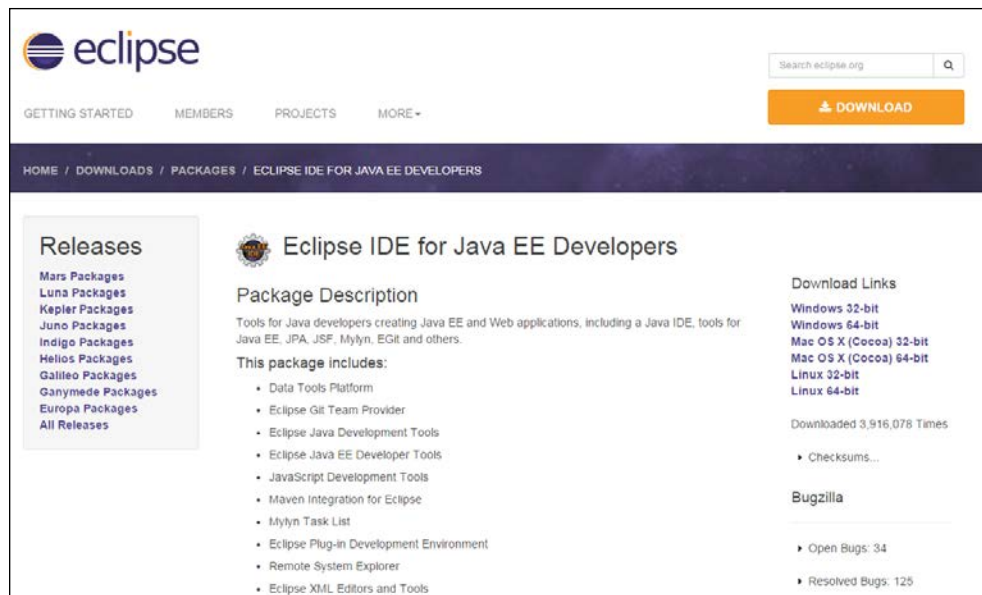 eclipse
Search eclipse.org
DOWNLOAD
GETTING STARTED MEMBERS PROJECTS MORE
HOME / DOWNLOADS / PACKAGES / ECLIPSE IDE FOR JAVA EE DEVELOPERS
Releases
Mars Packages
Luna Packages
Kepler Packages
Juno Packages
Indigo Packages
Helios Packages
Galileo Packages
Ganymede Packages
Europa Packages
All Releases
Java EE
IDE
Eclipse IDE for Java EE Developers
Package Description
Tools for Java developers creating Java EE and Web applications, including a Java IDE, tools for
Java EE, JPA, JSF, Mylyn, EGit and others.
This package includes:
• Data Tools Platform
• Eclipse Git Team Provider
• Eclipse Java Development Tools
• Eclipse Java EE Developer Tools
• JavaScript Development Tools
• Maven Integration for Eclipse
• Mylyn Task List
• Eclipse Plug-in Development Environment
• Remote System Explorer
• Eclipse XML Editors and Tools
Download Links
Windows 32-bit
Windows 64-bit
Mac OS X (Cocoa) 32-bit
Mac OS X (Cocoa) 64-bit
Linux 32-bit
Linux 64-bit
Downloaded 3,916,078 Times
Checksums...
Bugzilla
Open Bugs: 34
Resolved Bugs: 125